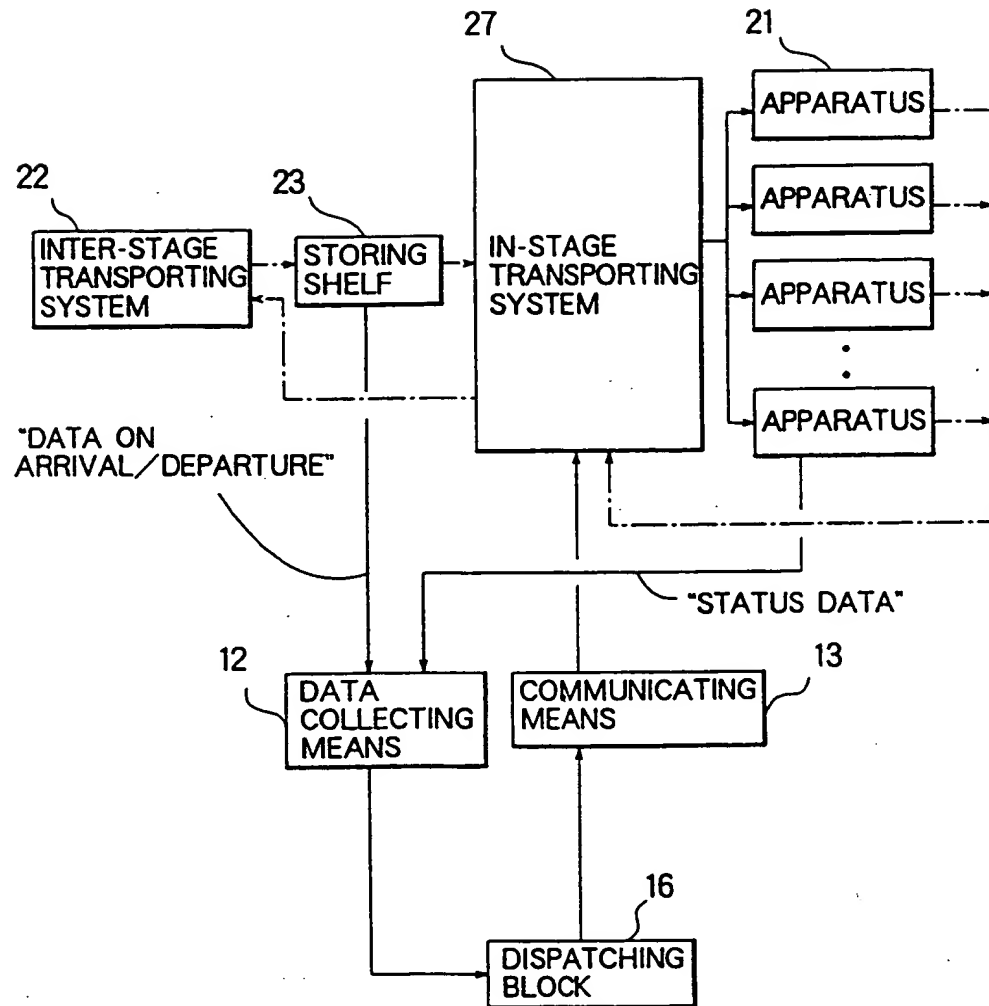 27
21
APPARATUS
22
23
APPARATUS
INTER-STAGE
TRANSPORTING
SYSTEM
STORING
SHELF
IN-STAGE
TRANSPORTING
SYSTEM
APPARATUS
APPARATUS
"DATA ON
ARRIVAL/DEPARTURE"
"STATUS DATA"
12
13
DATA
COLLECTING
MEANS
COMMUNICATING
MEANS
16
DISPATCHING
BLOCK